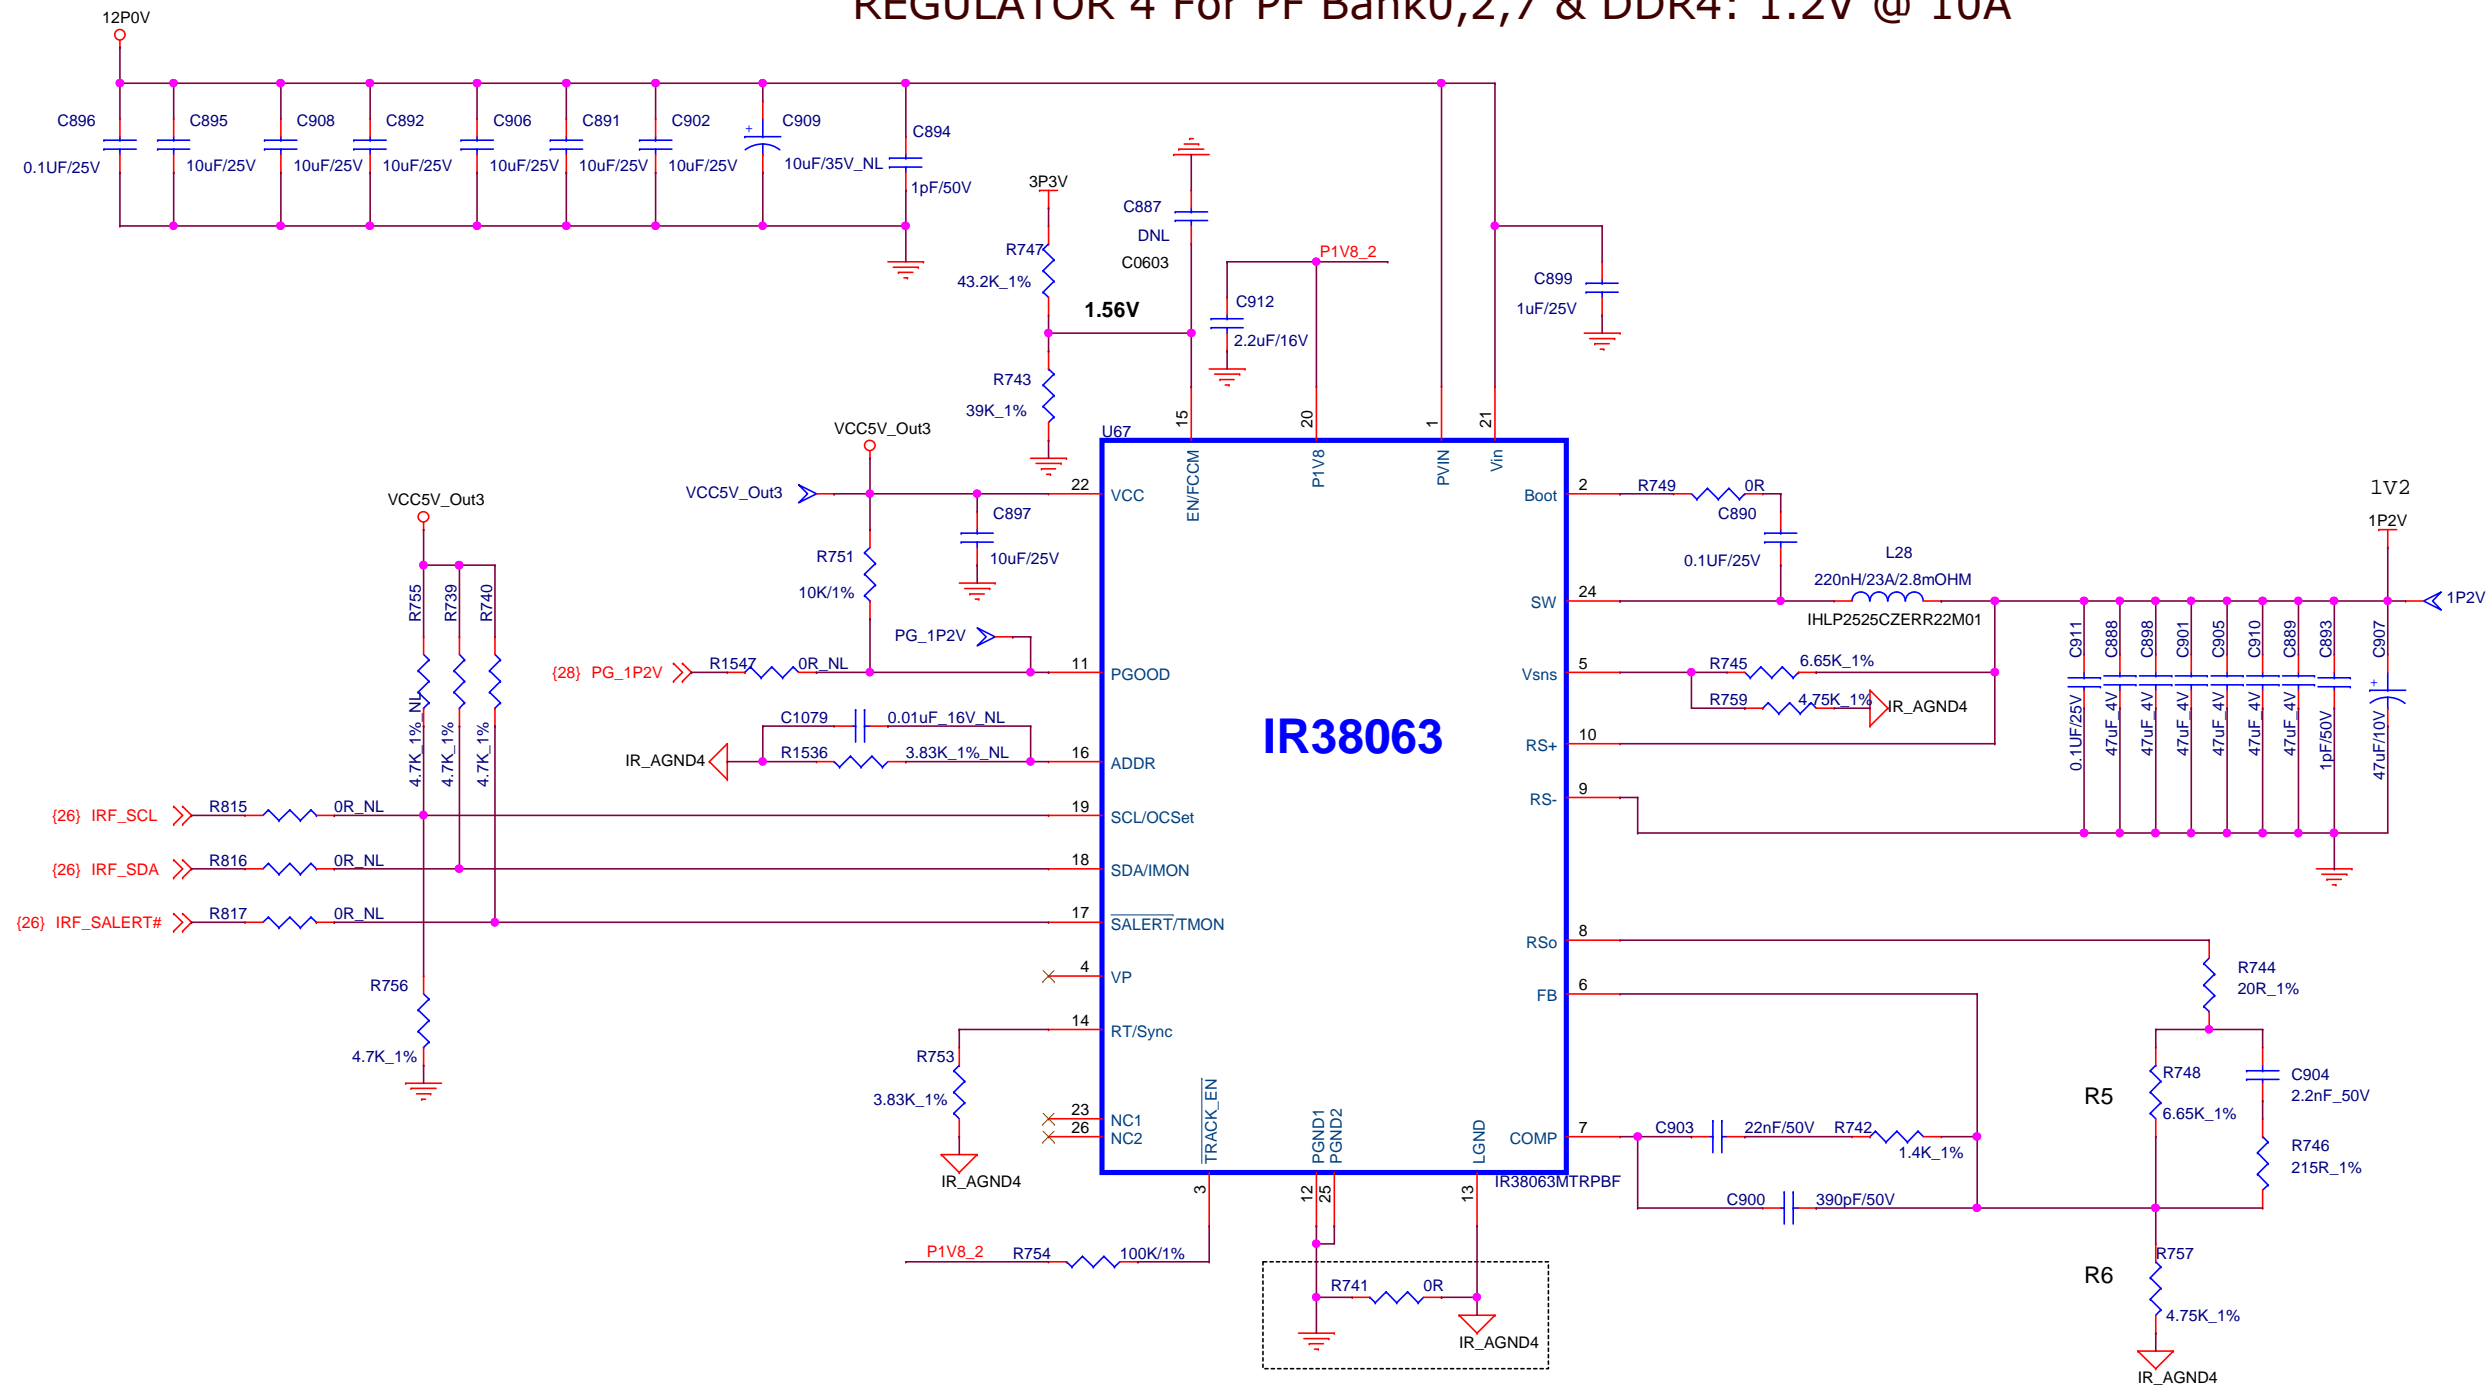 REGULATOR 4 For PF Bank0,2,7 & DDR4: 1.2V @ 10A
12P0V
C896
0.1UF/25V
C895
10uF/25V
C908
10uF/25V
C892
10uF/25V
C906
10uF/25V
C891
10uF/25V
C902
10uF/25V
+
C909
10uF/35V_NL
C894
1pF/50V
3P3V
R747
43.2K_1%
1.56V
R743
39K_1%
C887
DNL
C0603
P1V8_2
C912
2.2uF/16V
C899
1uF/25V
VCC5V_Out3
VCC5V_Out3
C897
10uF/25V
R751
10K/1%
PG_1P2V
{28} PG_1P2V
R1547
0R_NL
C1079
0.01uF_16V_NL
IR_AGND4
R1536
3.83K_1%_NL
VCC5V_Out3
R755
4.7K_1%_NL
R739
4.7K_1%
R740
4.7K_1%
{26} IRF_SCL
R815
0R_NL
{26} IRF_SDA
R816
0R_NL
{26} IRF_SALERT#
R817
0R_NL
R756
4.7K_1%
R753
3.83K_1%
IR_AGND4
P1V8_2
R754
100K/1%
U67
IR38063
IR38063MTRPBF
15
EN/FCCM
20
P1V8
1
PVIN
21
Vin
22
VCC
11
PGOOD
16
ADDR
19
SCL/OCSet
18
SDA/IMON
17
SALERT/TMON
4
VP
14
RT/Sync
23
NC1
26
NC2
3
TRACK_EN
12
PGND1
25
PGND2
13
LGND
2
Boot
24
SW
5
Vsns
10
RS+
9
RS-
8
RSo
6
FB
7
COMP
R741
0R
IR_AGND4
R749
0R
C890
0.1UF/25V
L28
220nH/23A/2.8mOHM
IHLP2525CZERR22M01
R745
6.65K_1%
R759
4.75K_1%
IR_AGND4
1V2
1P2V
1P2V
C911
0.1UF/25V
C888
47uF_4V
C898
47uF_4V
C901
47uF_4V
C905
47uF_4V
C910
47uF_4V
C889
47uF_4V
C893
1pF/50V
C907
+
47uF/10V
R744
20R_1%
R5
R748
6.65K_1%
C904
2.2nF_50V
R746
215R_1%
C903
22nF/50V
R742
1.4K_1%
C900
390pF/50V
R6
R757
4.75K_1%
IR_AGND4